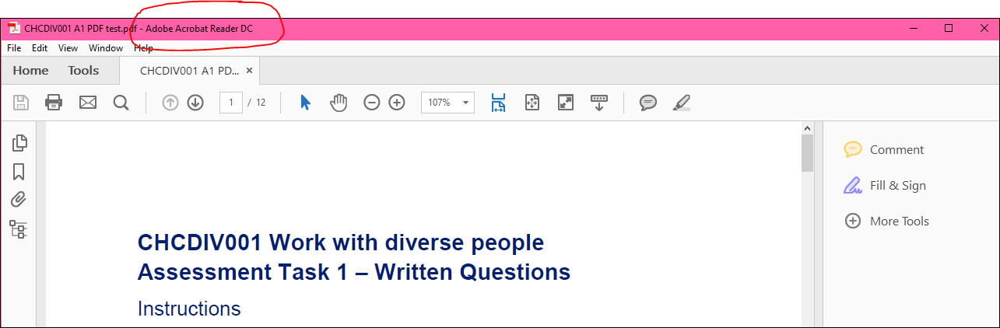 CHCDIV001 A1 PDF test.pdf - Adobe Acrobat Reader DC
File Edit View Window Help
Home Tools CHCDIV001 A1 PD...
1 / 12 107%
Comment
Fill & Sign
More Tools
CHCDIV001 Work with diverse people
Assessment Task 1 – Written Questions
Instructions